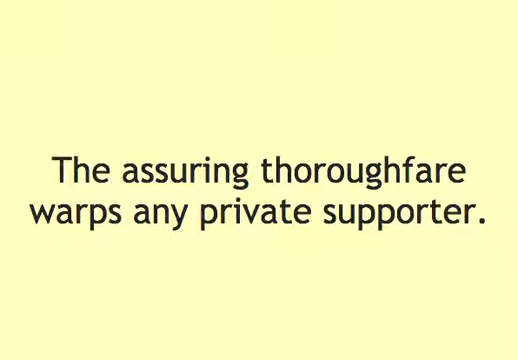 The assuring thoroughfare
warps any private supporter.